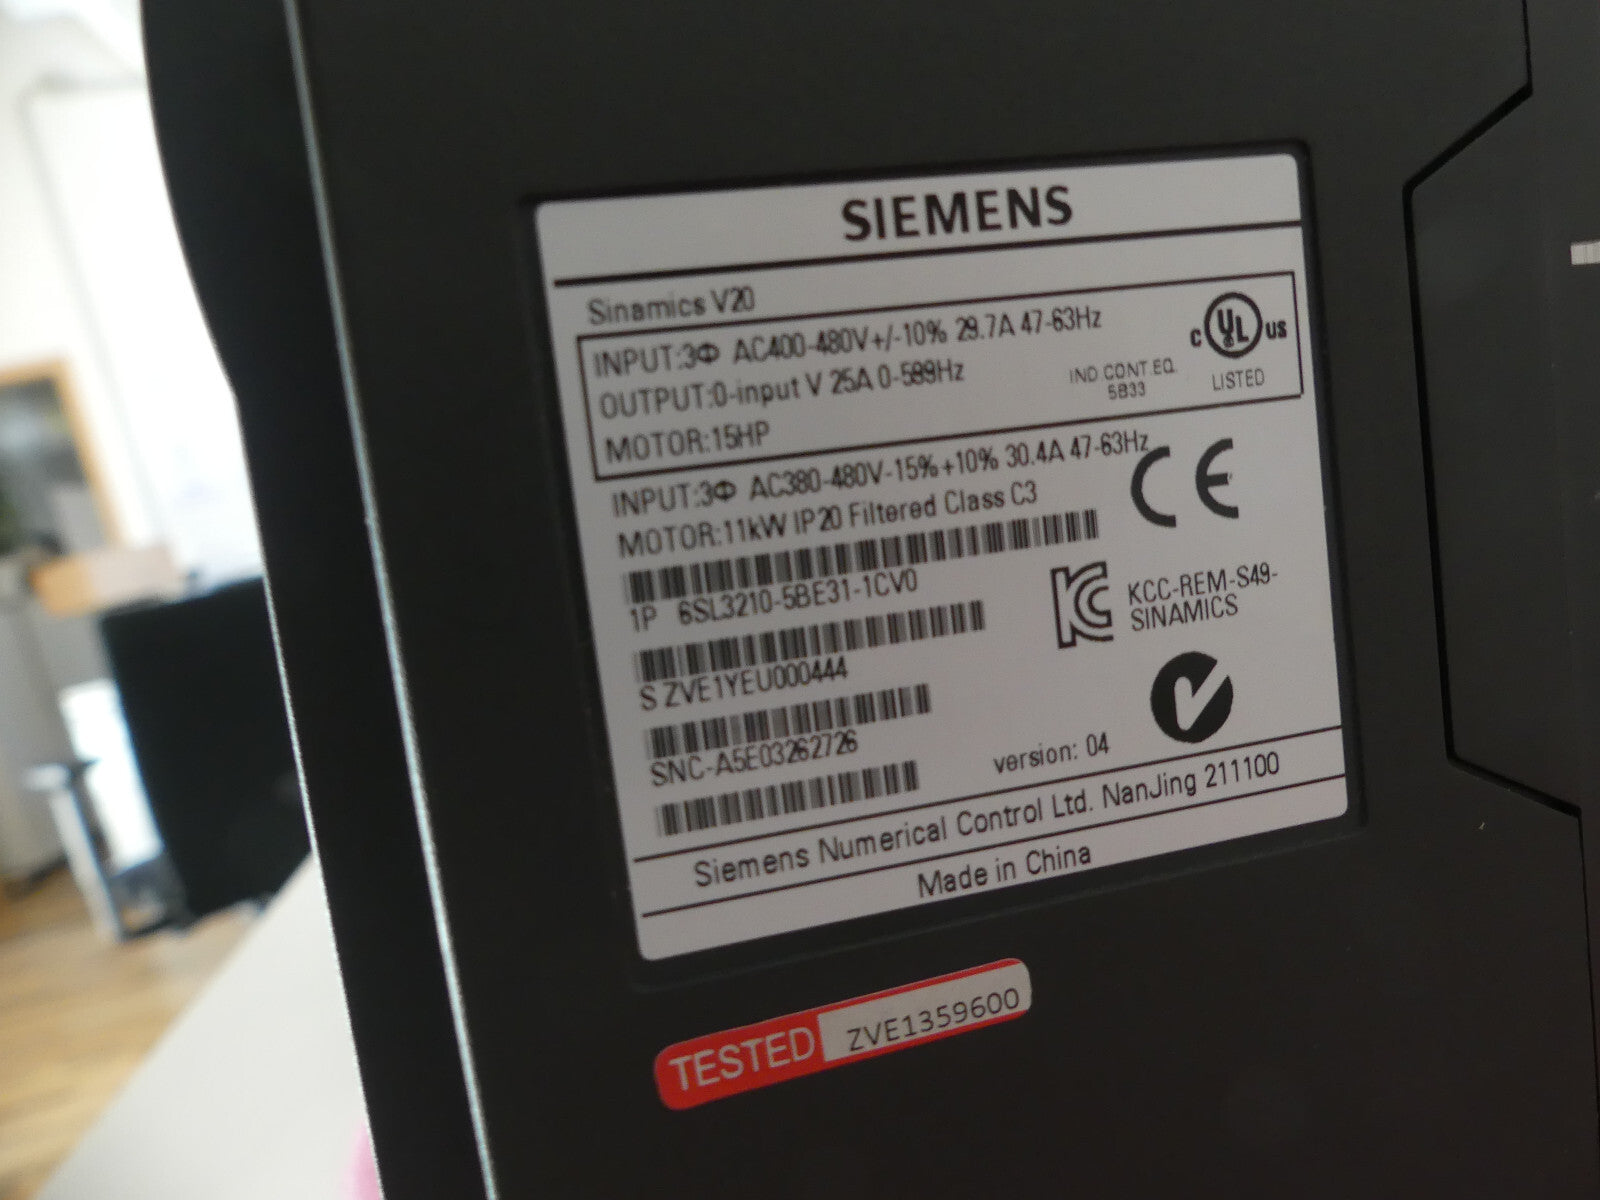 SIEMENS
Sinamics V20
INPUT:3Φ AC400-480V+/-10% 29.7A 47-63Hz
OUTPUT:0-input V 25A 0-599Hz
MOTOR:15HP
IND.CONT.EQ.
5B33
c UL us
LISTED
INPUT:3Φ AC380-480V-15%+10% 30.4A 47-63Hz
MOTOR:11kW IP20 Filtered Class C3
CE
1P 6SL3210-5BE31-1CV0
KCC-REM-S49-
SINAMICS
S ZVE1YEU000444
SNC-A5E03262726
version: 04
Siemens Numerical Control Ltd. NanJing 211100
Made in China
TESTED ZVE1359600